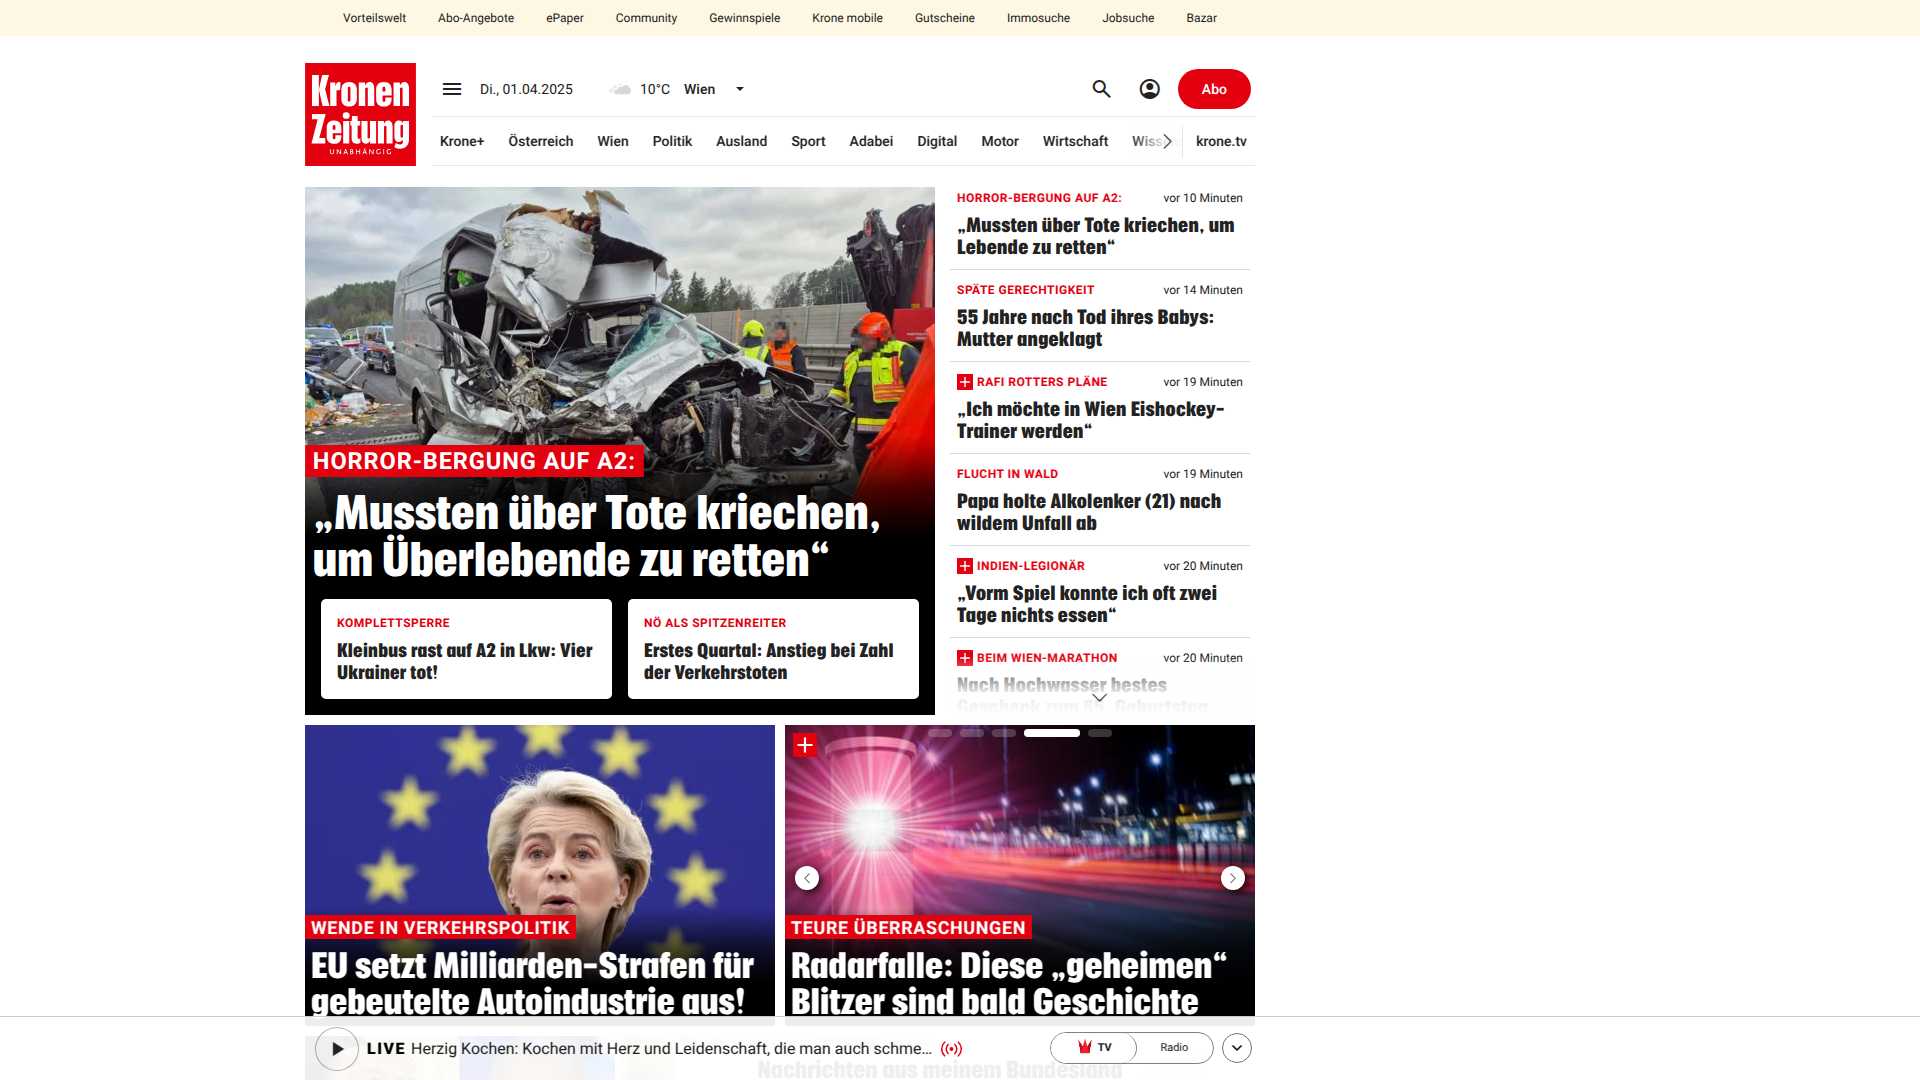 Vorteilswelt Abo-Angebote ePaper Community Gewinnspiele Krone mobile Gutscheine Immosuche Jobsuche Bazar
Kronen
Zeitung
UNABHÄNGIG
Di., 01.04.2025 10°C Wien
Abo
Krone+ Österreich Wien Politik Ausland Sport Adabei Digital Motor Wirtschaft Wiss krone.tv
HORROR-BERGUNG AUF A2:
„Mussten über Tote kriechen,
um Überlebende zu retten“
KOMPLETTSPERRE
Kleinbus rast auf A2 in Lkw: Vier
Ukrainer tot!
NÖ ALS SPITZENREITER
Erstes Quartal: Anstieg bei Zahl
der Verkehrstoten
HORROR-BERGUNG AUF A2: vor 10 Minuten
„Mussten über Tote kriechen, um
Lebende zu retten“
SPÄTE GERECHTIGKEIT vor 14 Minuten
55 Jahre nach Tod ihres Babys:
Mutter angeklagt
RAFI ROTTERS PLÄNE vor 19 Minuten
„Ich möchte in Wien Eishockey-
Trainer werden“
FLUCHT IN WALD vor 19 Minuten
Papa holte Alkolenker (21) nach
wildem Unfall ab
INDIEN-LEGIONÄR vor 20 Minuten
„Vorm Spiel konnte ich oft zwei
Tage nichts essen“
BEIM WIEN-MARATHON vor 20 Minuten
Nach Hochwasser bestes
Geschenk zum 85. Geburtstag
WENDE IN VERKEHRSPOLITIK
EU setzt Milliarden-Strafen für
gebeutelte Autoindustrie aus!
TEURE ÜBERRASCHUNGEN
Radarfalle: Diese „geheimen“
Blitzer sind bald Geschichte
LIVE Herzig Kochen: Kochen mit Herz und Leidenschaft, die man auch schme...
TV Radio
Nachrichten aus meinem Bundesland